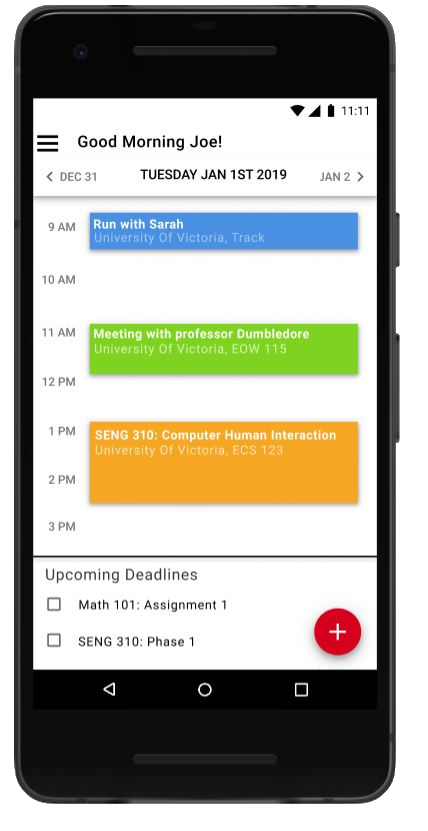 11:11
Good Morning Joe!
DEC 31 TUESDAY JAN 1ST 2019 JAN 2
9 AM
Run with Sarah
University Of Victoria, Track
10 AM
11 AM
Meeting with professor Dumbledore
University Of Victoria, EOW 115
12 PM
1 PM
SENG 310: Computer Human Interaction
University Of Victoria, ECS 123
2 PM
3 PM
Upcoming Deadlines
Math 101: Assignment 1
SENG 310: Phase 1